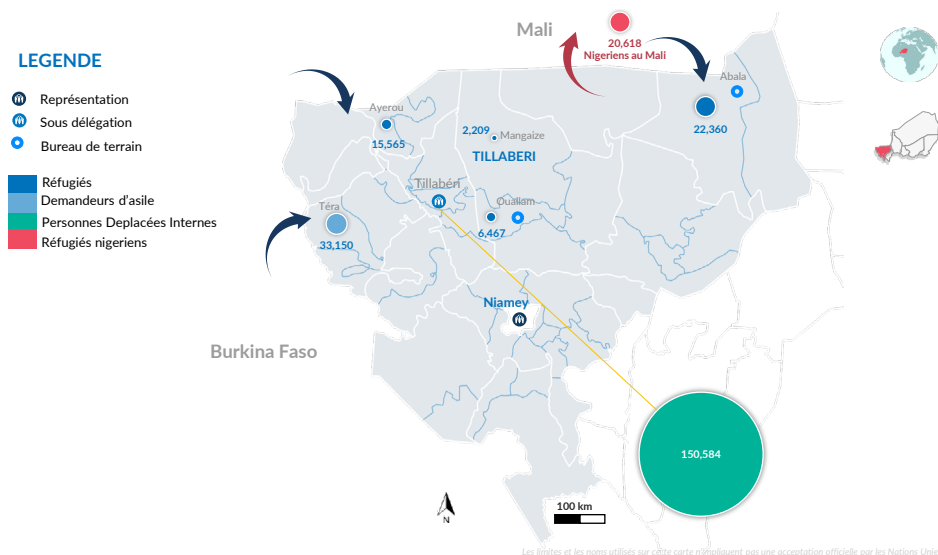 Mali
20,618
Nigeriens au Mali
LEGENDE
Représentation
Sous délégation
Bureau de terrain
Réfugiés
Demandeurs d'asile
Personnes Deplacées Internes
Réfugiés nigeriens
Abala
22,360
Ayerou
15,565
2,209
Mangaize
TILLABERI
Tillabéri
Téra
33,150
Ouallam
6,467
Niamey
Burkina Faso
150,584
N
100 km
Les limites et les noms utilisés sur cette carte n'impliquent pas une acceptation officielle par les Nations Unie